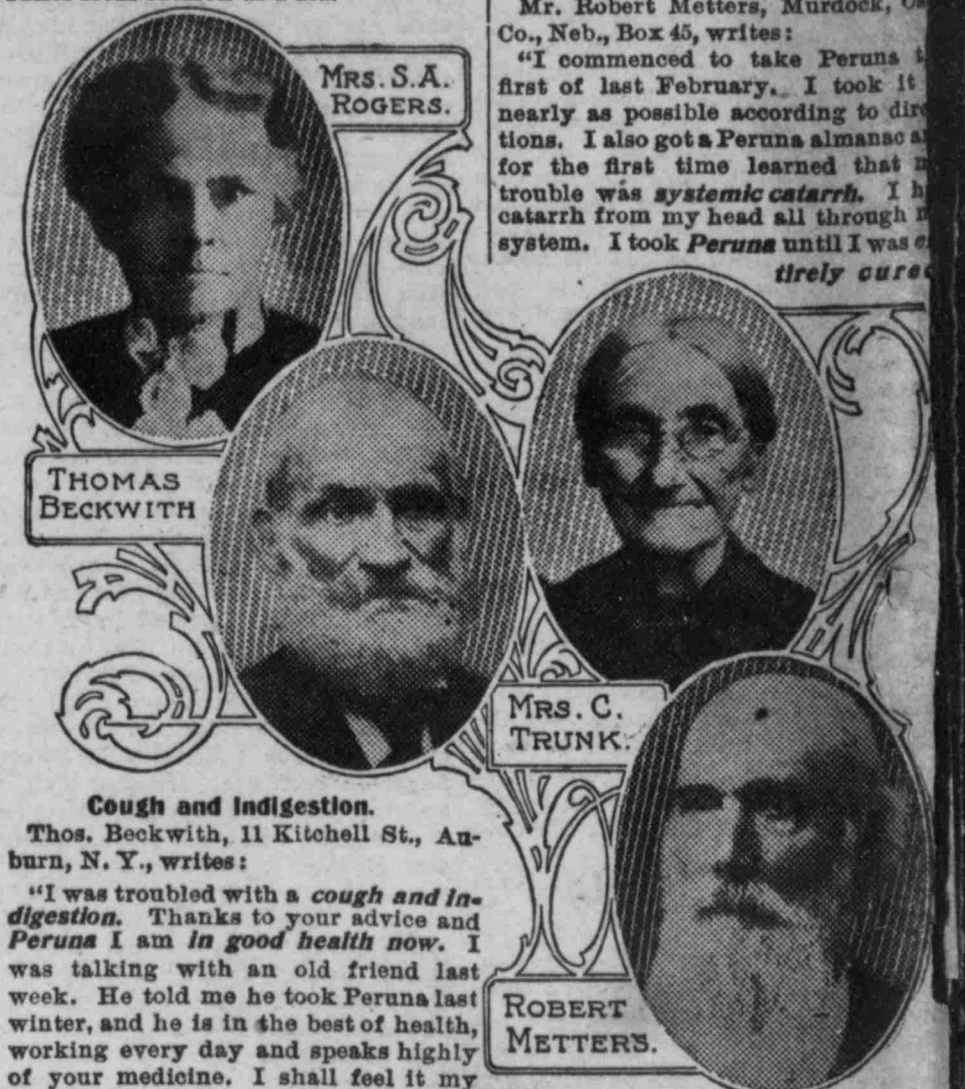 Mr. Robert Metters, Murdock,
Co., Neb., Box 45, writes:
"I commenced to take Peruna
first of last February. I took it
nearly as possible according to
tions. I also got a Peruna almanac
for the first time learned that
trouble was systemic catarrh. I
catarrh from my head all through
system. I took Peruna until I was
tirely
MRS. S. A.
ROGERS.
THOMAS
BECKWITH
MRS. C.
TRUNK.
ROBERT
METTERS.
Cough and Indigestion.
Thos. Beckwith, 11 Kitchell St., Au-
burn, N. Y., writes:
"I was troubled with a cough and in-
digestion. Thanks to your advice and
Peruna I am in good health now. I
was talking with an old friend last
week. He told me he took Peruna last
winter, and he is in the best of health,
working every day and speaks highly
of your medicine. I shall feel it my